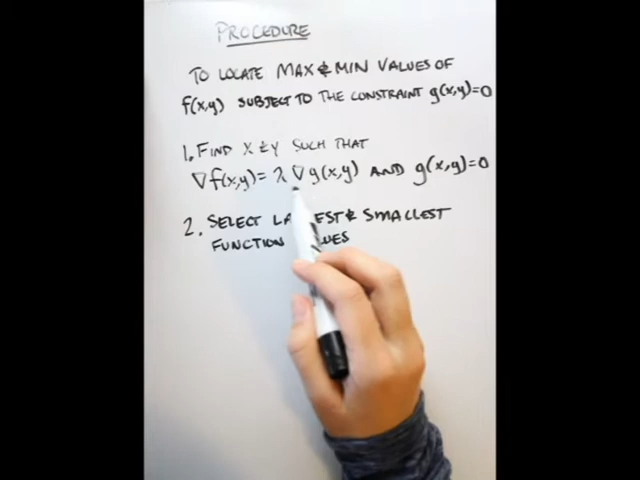 PROCEDURE
TO LOCATE MAX & MIN VALUES OF
f(x,y) SUBJECT TO THE CONSTRAINT g(x,y)=0
1. FIND X & Y SUCH THAT
∇f(x,y) = λ∇g(x,y) AND g(x,y)=0
2. SELECT & SMALLEST
FUNCTION